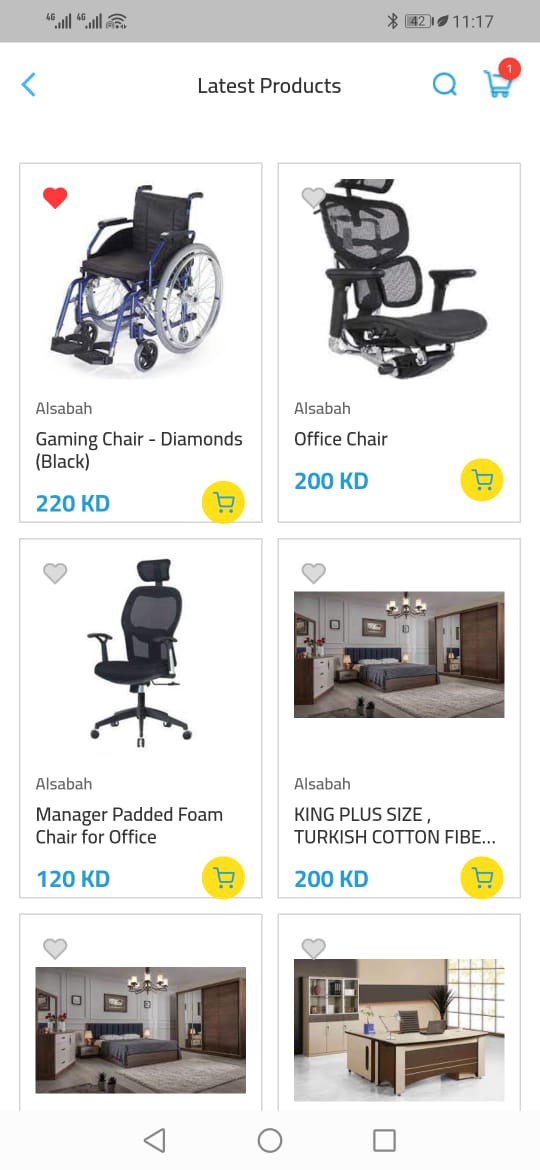 4G 4G 42 11:17
Latest Products
1
Alsabah
Gaming Chair - Diamonds
(Black)
220 KD
Alsabah
Office Chair
200 KD
Alsabah
Manager Padded Foam
Chair for Office
120 KD
Alsabah
KING PLUS SIZE ,
TURKISH COTTON FIBE...
200 KD